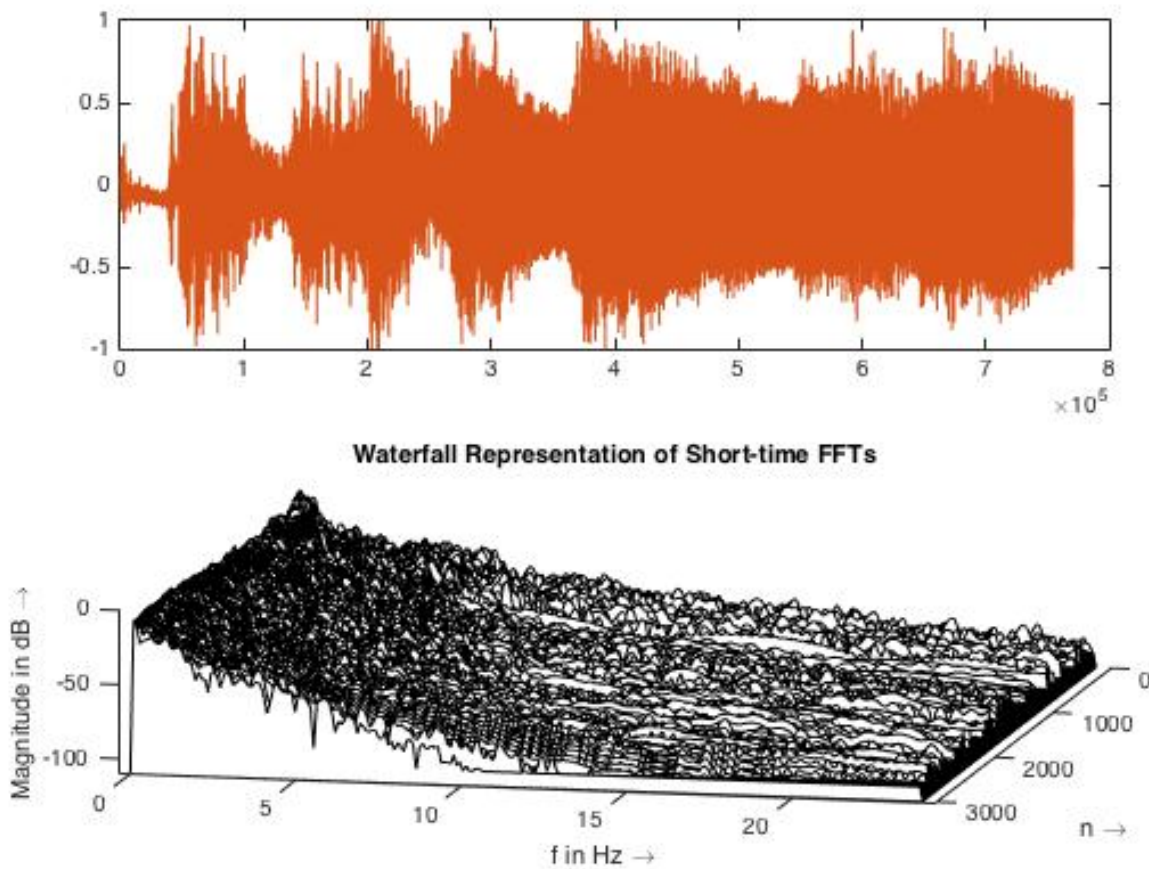 1
0.5
0
-0.5
-1
0 1 2 3 4 5 6 7 8
×10⁵
Waterfall Representation of Short-time FFTs
Magnitude in dB →
0
-50
-100
0 5 10 15 20
f in Hz →
0
1000
2000
3000
n →